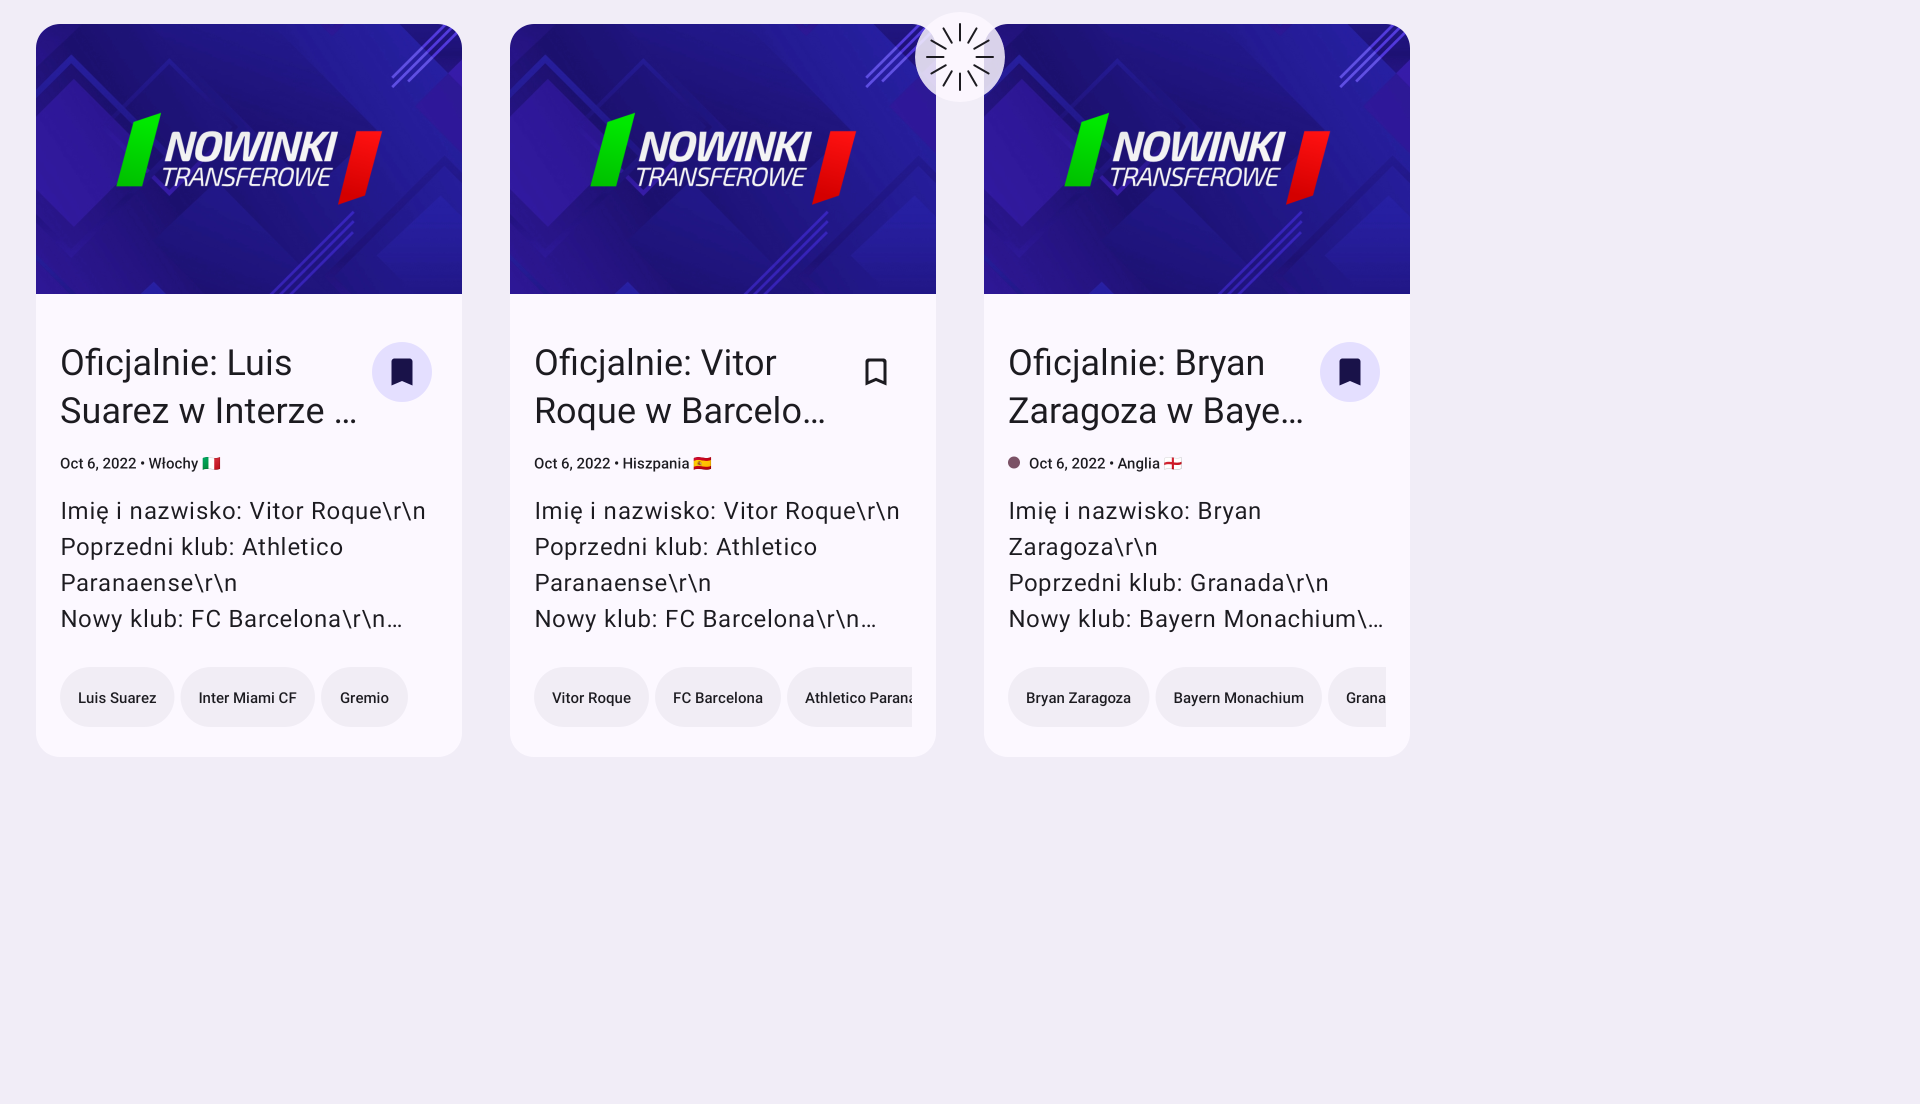 NOWINKI
TRANSFEROWE
Oficjalnie: Luis
Suarez w Interze ...
Oct 6, 2022 • Włochy 🇮🇹
Imię i nazwisko: Vitor Roque\r\n
Poprzedni klub: Athletico
Paranaense\r\n
Nowy klub: FC Barcelona\r\n...
Luis Suarez
Inter Miami CF
Gremio
NOWINKI
TRANSFEROWE
Oficjalnie: Vitor
Roque w Barcelo...
Oct 6, 2022 • Hiszpania 🇪🇸
Imię i nazwisko: Vitor Roque\r\n
Poprzedni klub: Athletico
Paranaense\r\n
Nowy klub: FC Barcelona\r\n...
Vitor Roque
FC Barcelona
Athletico Parana
NOWINKI
TRANSFEROWE
Oficjalnie: Bryan
Zaragoza w Baye...
Oct 6, 2022 • Anglia 🏴󠁧󠁢󠁥󠁮󠁧󠁿
Imię i nazwisko: Bryan
Zaragoza\r\n
Poprzedni klub: Granada\r\n
Nowy klub: Bayern Monachium\...
Bryan Zaragoza
Bayern Monachium
Grana